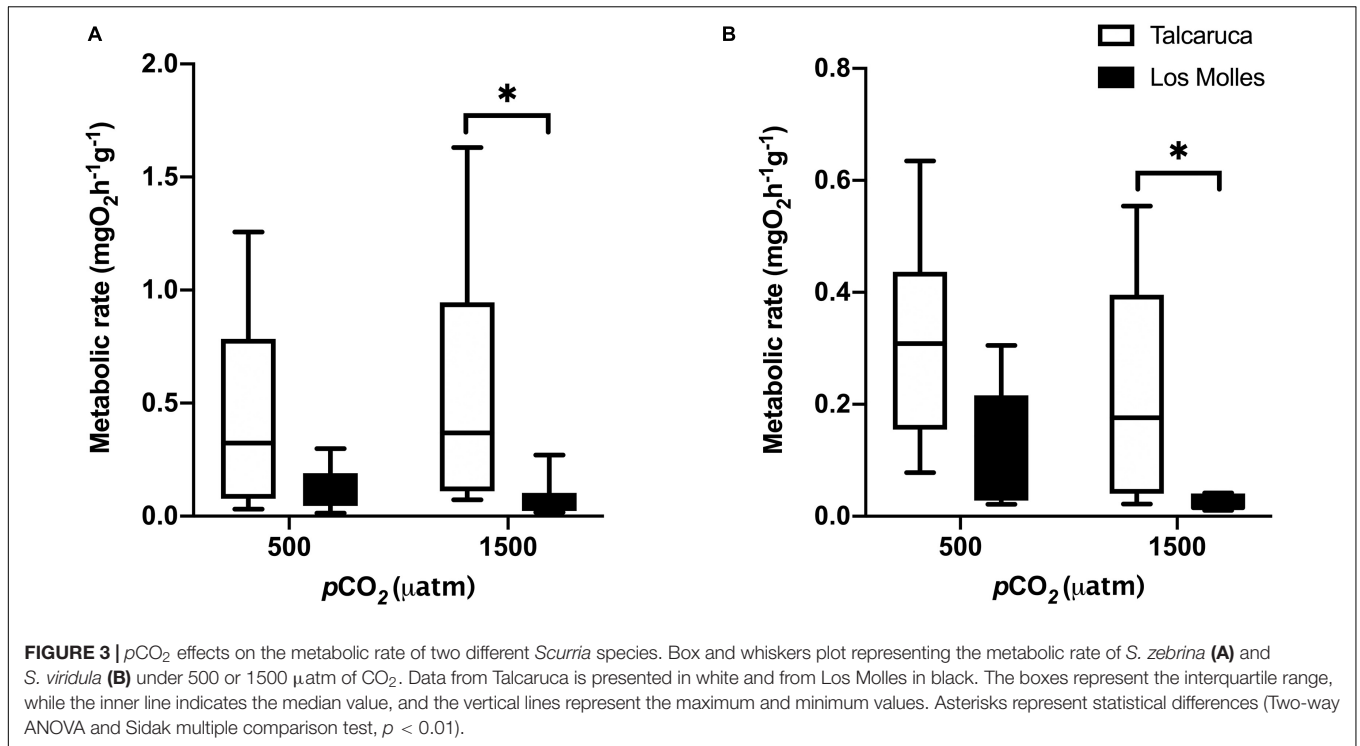 A
2.0
1.5
1.0
0.5
0.0
Metabolic rate (mgO2h-1g-1)
*
500
1500
pCO2 (μatm)
B
Talcaruca
Los Molles
0.8
0.6
0.4
0.2
0.0
Metabolic rate (mgO2h-1g-1)
*
500
1500
pCO2 (μatm)
FIGURE 3 | pCO2 effects on the metabolic rate of two different Scurria species. Box and whiskers plot representing the metabolic rate of S. zebrina (A) and
S. viridula (B) under 500 or 1500 μatm of CO2. Data from Talcaruca is presented in white and from Los Molles in black. The boxes represent the interquartile range,
while the inner line indicates the median value, and the vertical lines represent the maximum and minimum values. Asterisks represent statistical differences (Two-way
ANOVA and Sidak multiple comparison test, p < 0.01).